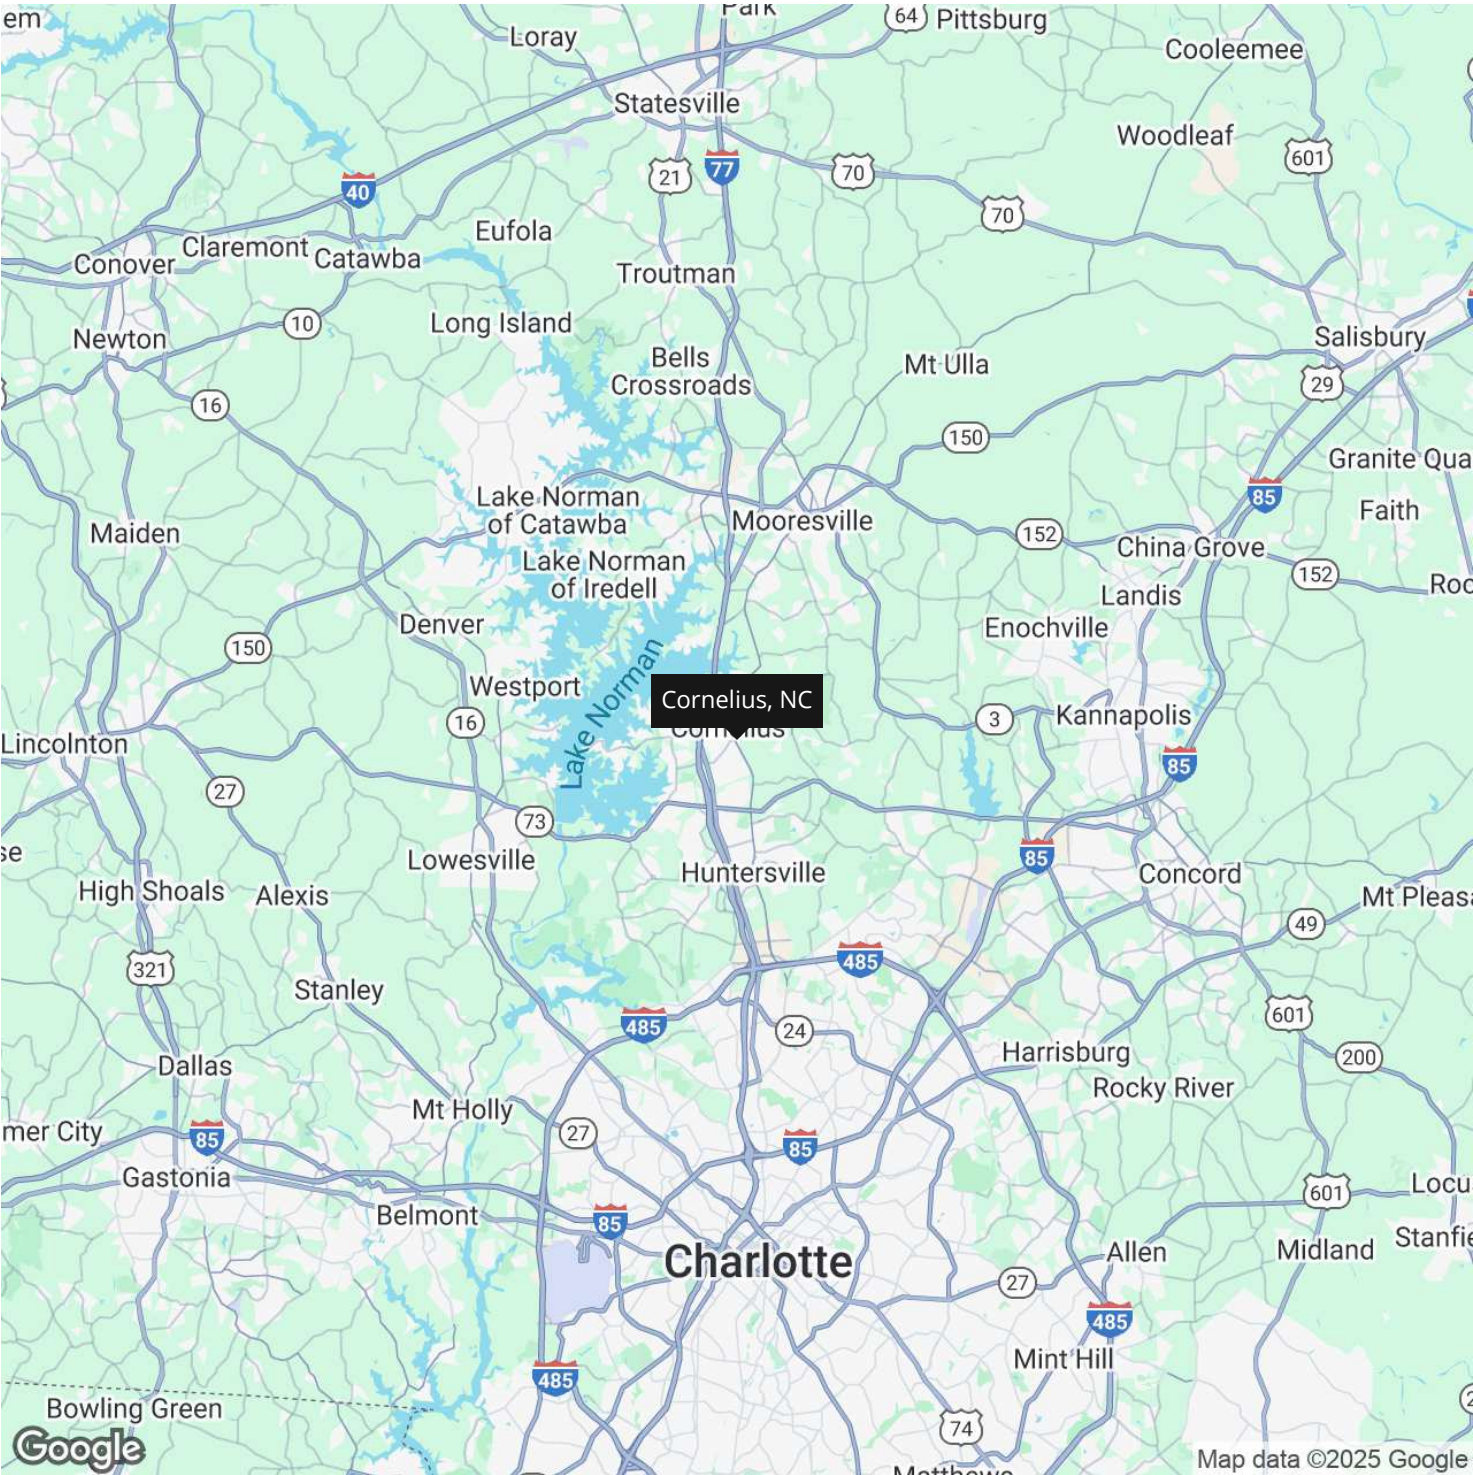 em
Park
64
Pittsburg
Loray
Cooleemee
Statesville
Woodleaf
601
77
21
70
40
70
Eufola
Claremont
Catawba
Conover
Troutman
10
Long Island
Newton
Salisbury
Bells
Crossroads
Mt Ulla
29
16
150
Granite Qua
85
Lake Norman
of Catawba
Faith
Mooresville
Maiden
152
China Grove
Lake Norman
of Iredell
152
Roc
Landis
Denver
Enochville
150
Lake Norman
Westport
Cornelius, NC
Cornelius
16
3
Kannapolis
Lincolnton
85
27
73
se
Lowesville
85
Huntersville
Concord
High Shoals
Alexis
Mt Pleasa
49
485
321
Stanley
485
24
601
Harrisburg
200
Dallas
Rocky River
Mt Holly
mer City
85
27
85
Gastonia
601
Locu
Belmont
85
Stanfie
Allen
Midland
Charlotte
27
485
Mint Hill
485
Bowling Green
74
2
Google
Map data ©2025 Google
Matthews